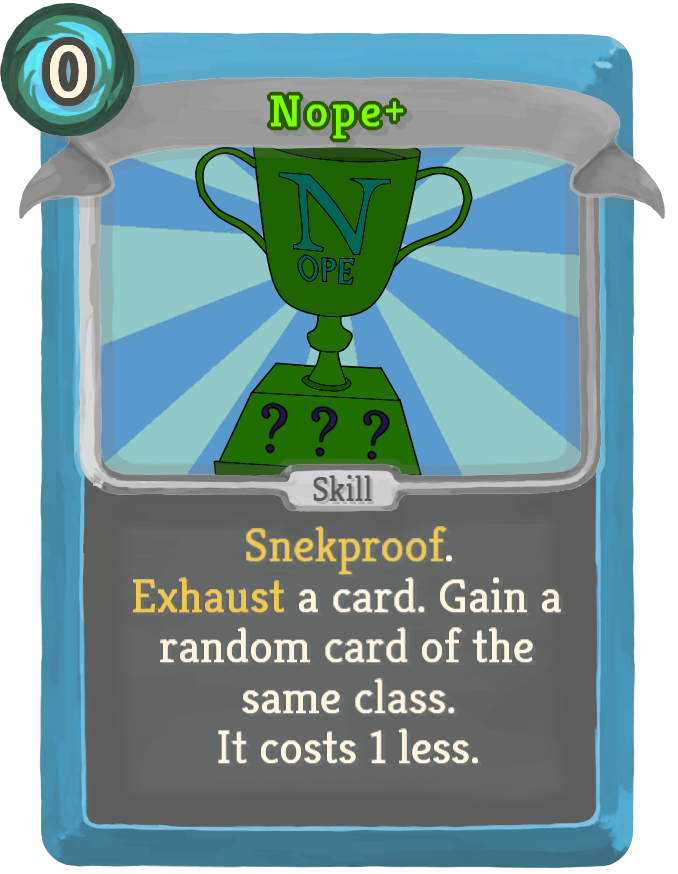 0
Nope+
N
OPE
? ? ?
Skill
Snekproof.
Exhaust a card. Gain a
random card of the
same class.
It costs 1 less.